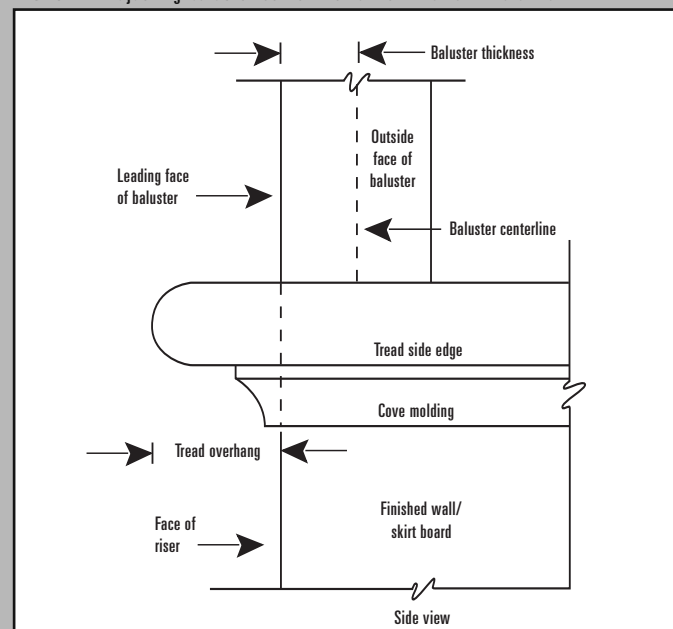 Baluster thickness
Outside
face of
baluster
Leading face
of baluster
Baluster centerline
Tread side edge
Cove molding
Tread overhang
Finished wall/
skirt board
Face of
riser
Side view